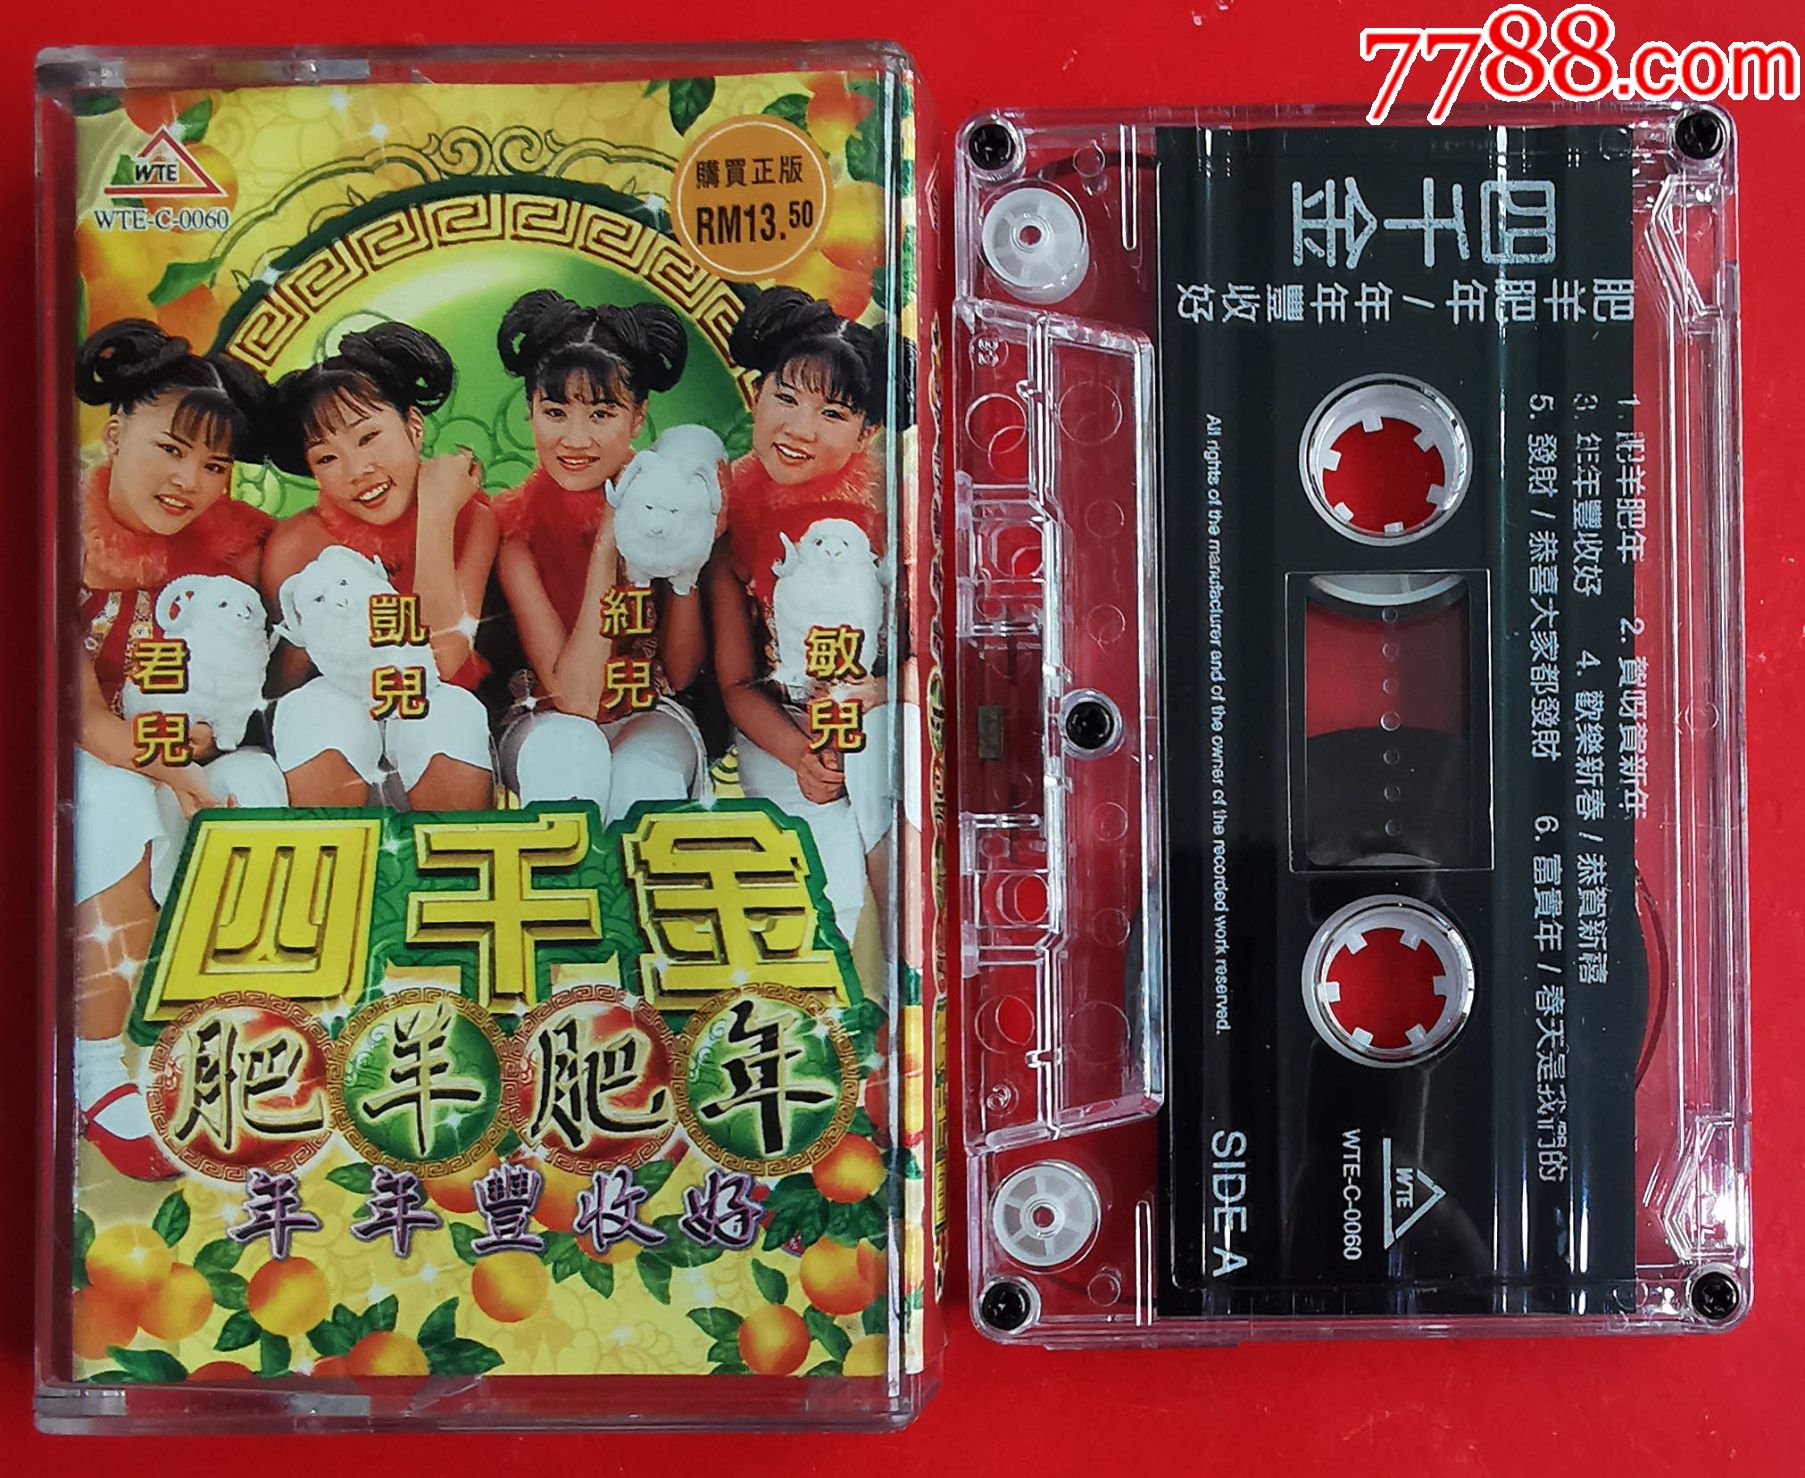 7788.com
WTE
WTE-C-0060
購買正版
RM13.50
君兒
凱兒
紅兒
敏兒
四千金
肥羊肥年
年年豐收好
四千金
肥羊肥年 / 年年豐收好
1. 肥羊肥年 2. 賀呀賀新年
3. 年年豐收好 4. 歡樂新春 / 恭賀新禧
5. 發財 / 恭喜大家都發財 6. 富貴年 / 春天是我們的
All rights of the manufacturer and of the owner of the recorded work reserved.
SIDE A
WTE
WTE-C-0060